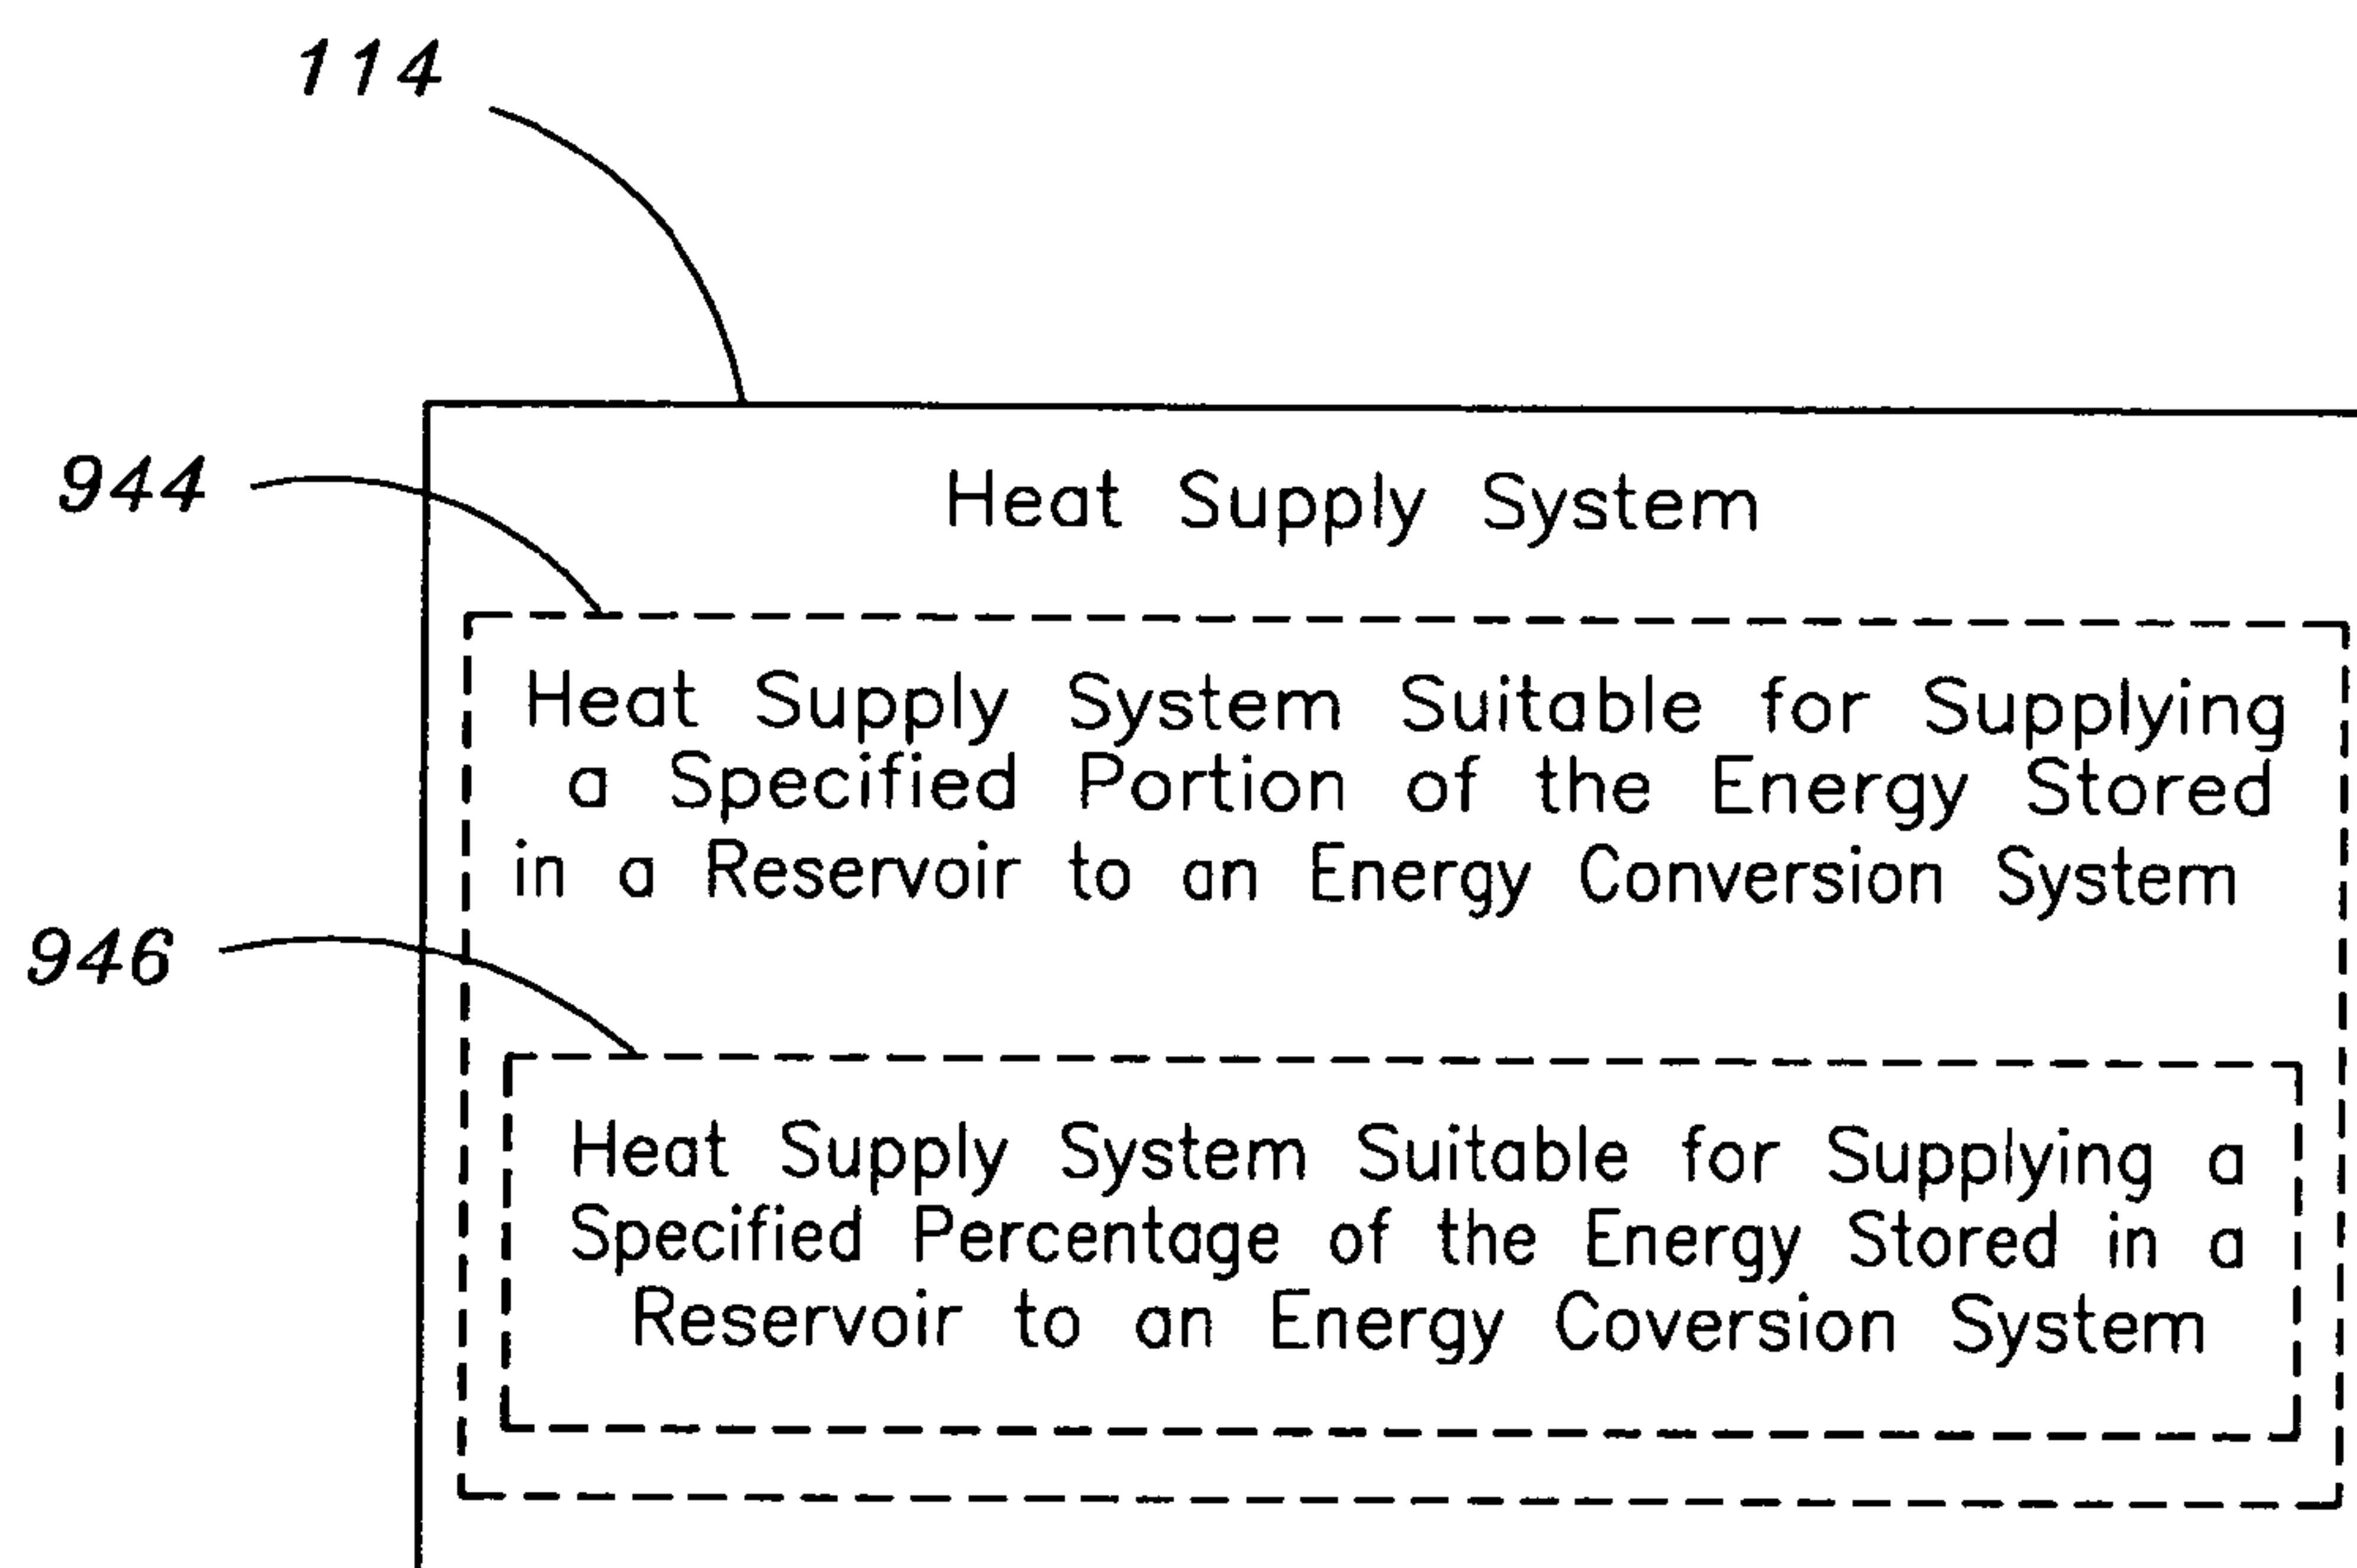 114
944
Heat Supply System
Heat Supply System Suitable for Supplying
a Specified Portion of the Energy Stored
in a Reservoir to an Energy Conversion System
946
Heat Supply System Suitable for Supplying a
Specified Percentage of the Energy Stored in a
Reservoir to an Energy Coversion System